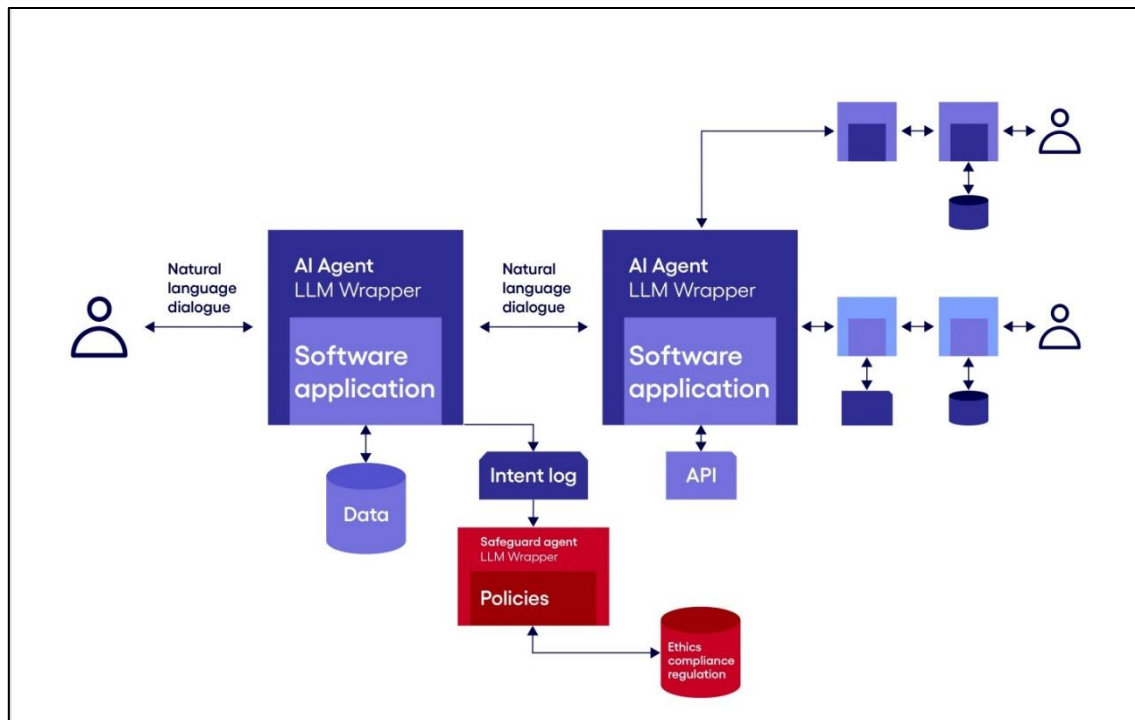 Natural
language
dialogue
AI Agent
LLM Wrapper
Software
application
Natural
language
dialogue
AI Agent
LLM Wrapper
Software
application
Data
Intent log
API
Safeguard agent
LLM Wrapper
Policies
Ethics
compliance
regulation